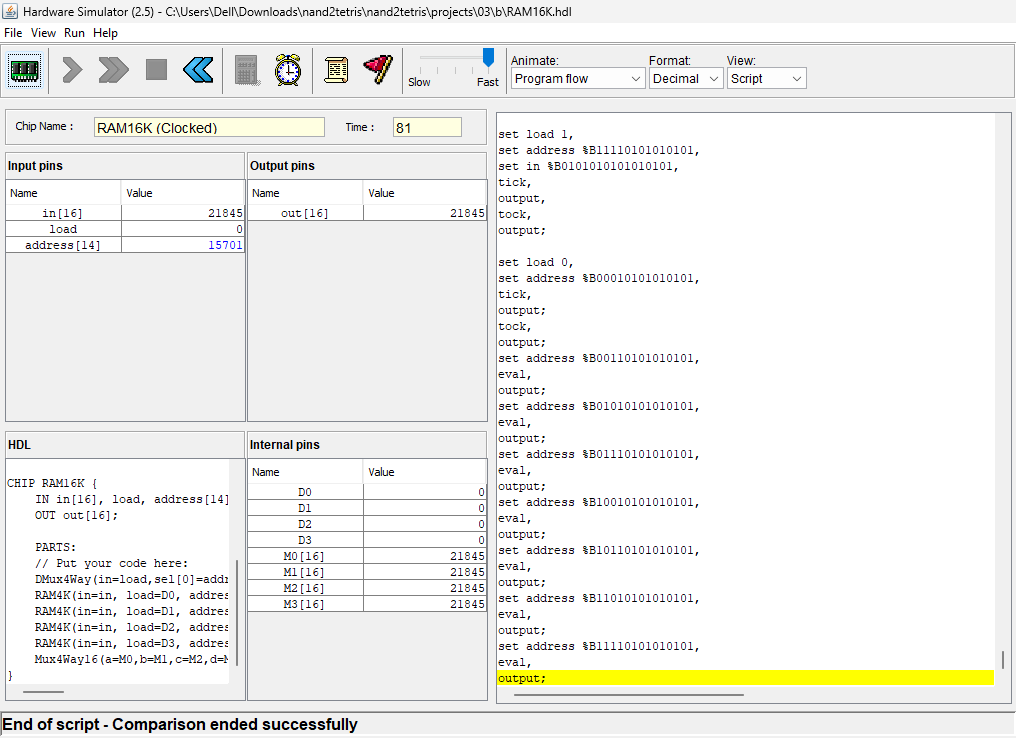 Hardware Simulator (2.5) - C:\Users\Dell\Downloads\nand2tetris\nand2tetris\projects\03\b\RAM16K.hdl
File View Run Help
Slow Fast
Animate: Format: View:
Program flow Decimal Script
Chip Name : RAM16K (Clocked) Time : 81
Input pins
Name Value
in[16] 21845
load 0
address[14] 15701
Output pins
Name Value
out[16] 21845
HDL
CHIP RAM16K {
IN in[16], load, address[14]
OUT out[16];
PARTS:
// Put your code here:
DMux4Way(in=load,sel[0]=addr
RAM4K(in=in, load=D0, addres
RAM4K(in=in, load=D1, addres
RAM4K(in=in, load=D2, addres
RAM4K(in=in, load=D3, addres
Mux4Way16(a=M0,b=M1,c=M2,d=M
}
Internal pins
Name Value
D0 0
D1 0
D2 0
D3 0
M0[16] 21845
M1[16] 21845
M2[16] 21845
M3[16] 21845
set load 1,
set address %B11110101010101,
set in %B0101010101010101,
tick,
output,
tock,
output;
set load 0,
set address %B00010101010101,
tick,
output;
tock,
output;
set address %B00110101010101,
eval,
output;
set address %B01010101010101,
eval,
output;
set address %B01110101010101,
eval,
output;
set address %B10010101010101,
eval,
output;
set address %B10110101010101,
eval,
output;
set address %B11010101010101,
eval,
output;
set address %B11110101010101,
eval,
output;
End of script - Comparison ended successfully